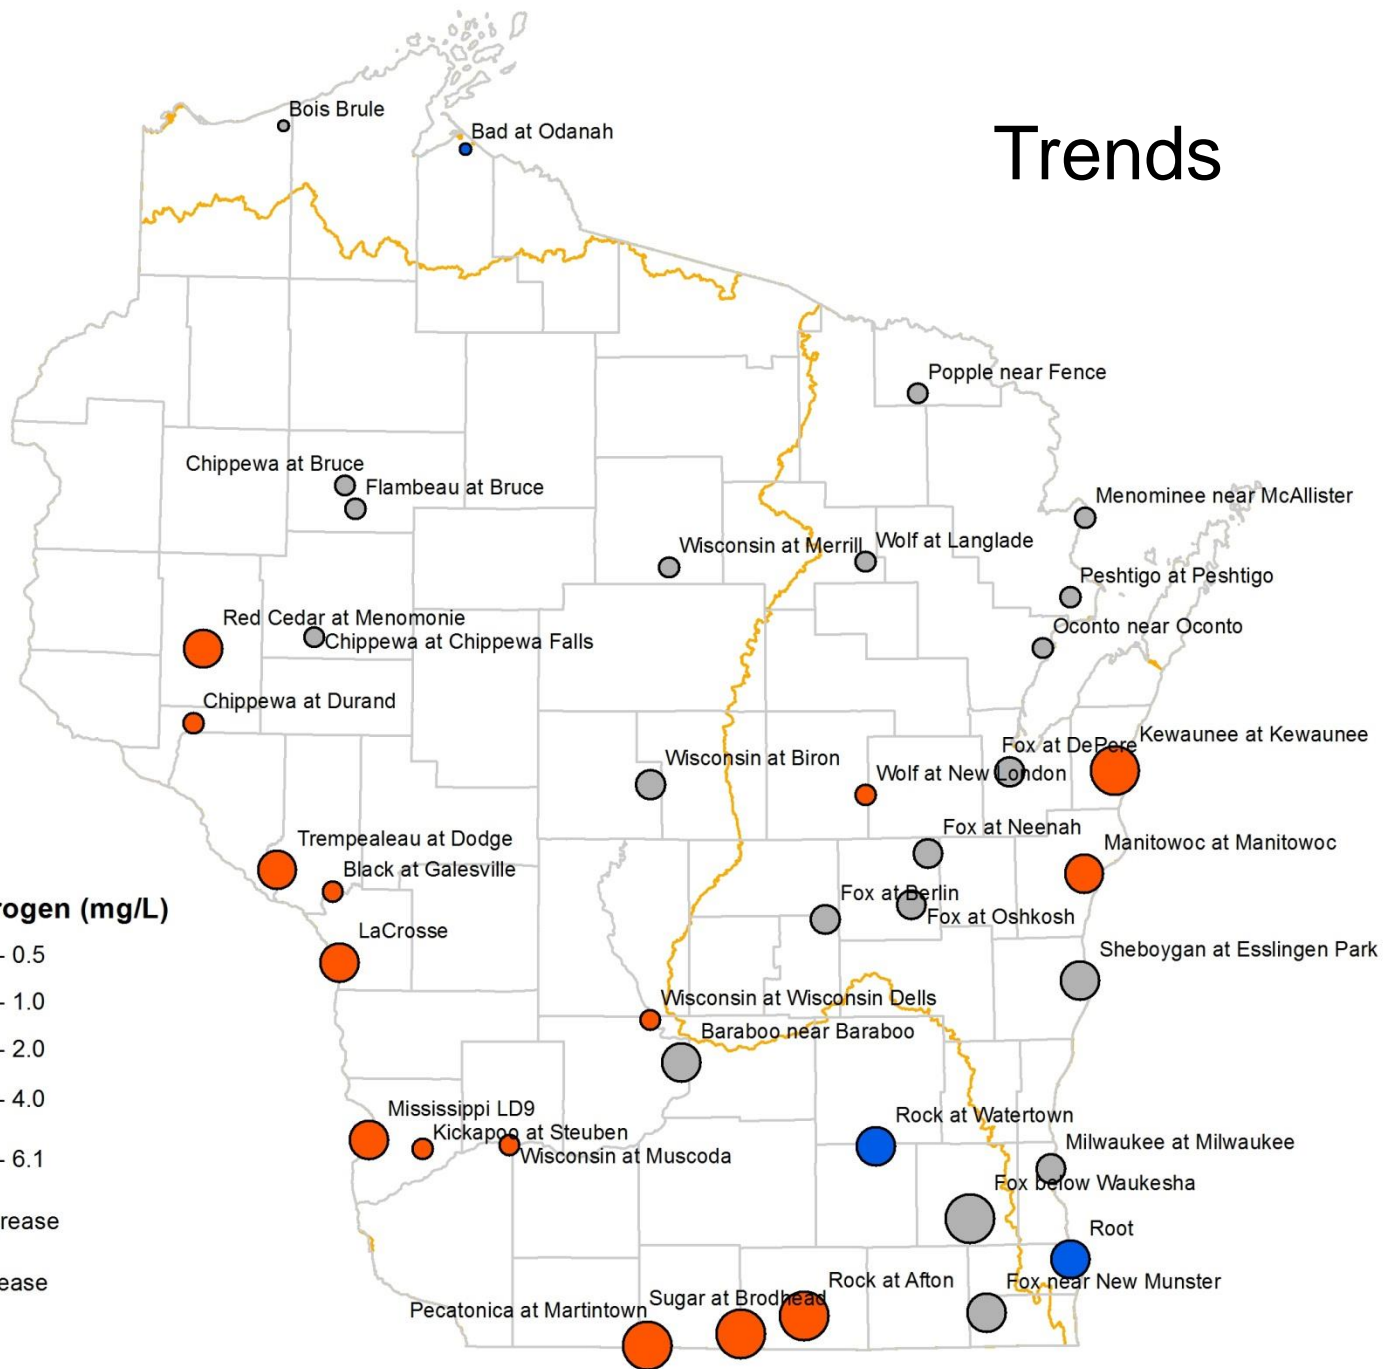 Trends
Bois Brule
Bad at Odanah
Popple near Fence
Chippewa at Bruce
Flambeau at Bruce
Menominee near McAllister
Wisconsin at Merrill
Wolf at Langlade
Peshtigo at Peshtigo
Red Cedar at Menomonie
Oconto near Oconto
Chippewa at Chippewa Falls
Chippewa at Durand
Kewaunee at Kewaunee
Fox at DePere
Wisconsin at Biron
Wolf at New London
Fox at Neenah
Trempealeau at Dodge
Manitowoc at Manitowoc
Black at Galesville
Fox at Berlin
rogen (mg/L)
Fox at Oshkosh
LaCrosse
- 0.5
Sheboygan at Esslingen Park
Wisconsin at Wisconsin Dells
- 1.0
Baraboo near Baraboo
- 2.0
- 4.0
Mississippi LD9
Rock at Watertown
Kickapoo at Steuben
Milwaukee at Milwaukee
Wisconsin at Muscoda
- 6.1
Fox below Waukesha
rease
Root
ease
Rock at Afton
Fox near New Munster
Sugar at Brodhead
Pecatonica at Martintown